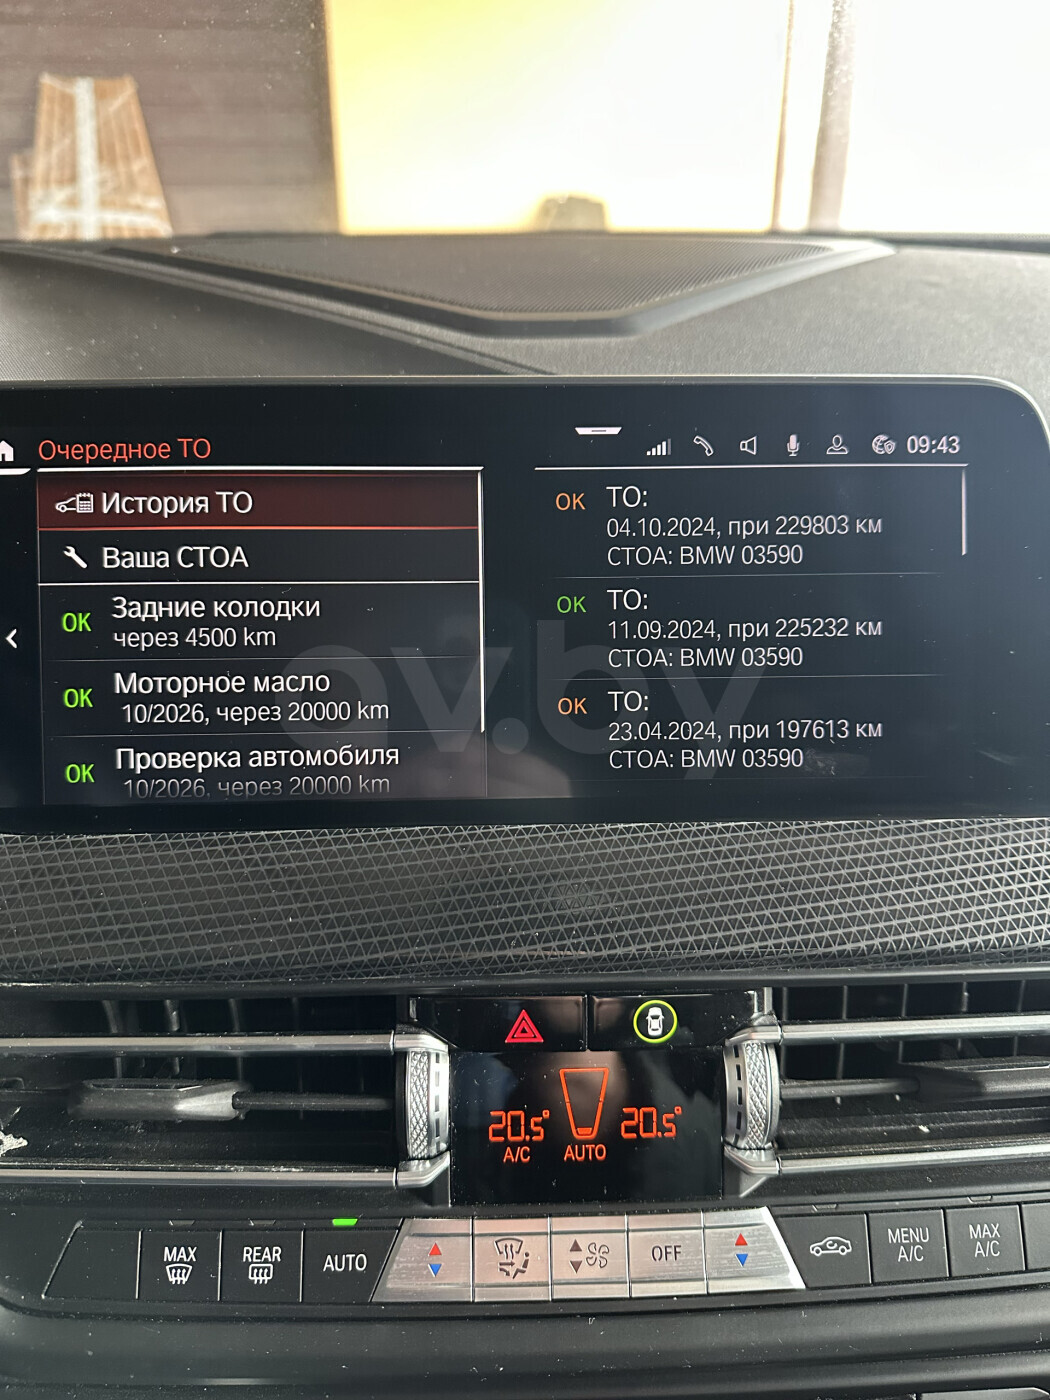 Очередное ТО
09:43
История ТО
Ваша СТОА
OK Задние колодки
через 4500 km
OK Моторное масло
10/2026, через 20000 km
OK Проверка автомобиля
10/2026, через 20000 km
OK ТО:
04.10.2024, при 229803 км
СТОА: BMW 03590
OK ТО:
11.09.2024, при 225232 км
СТОА: BMW 03590
OK ТО:
23.04.2024, при 197613 км
СТОА: BMW 03590
av.by
20.5° 20.5°
A/C AUTO
MAX
REAR
AUTO
OFF
MENU
A/C
MAX
A/C